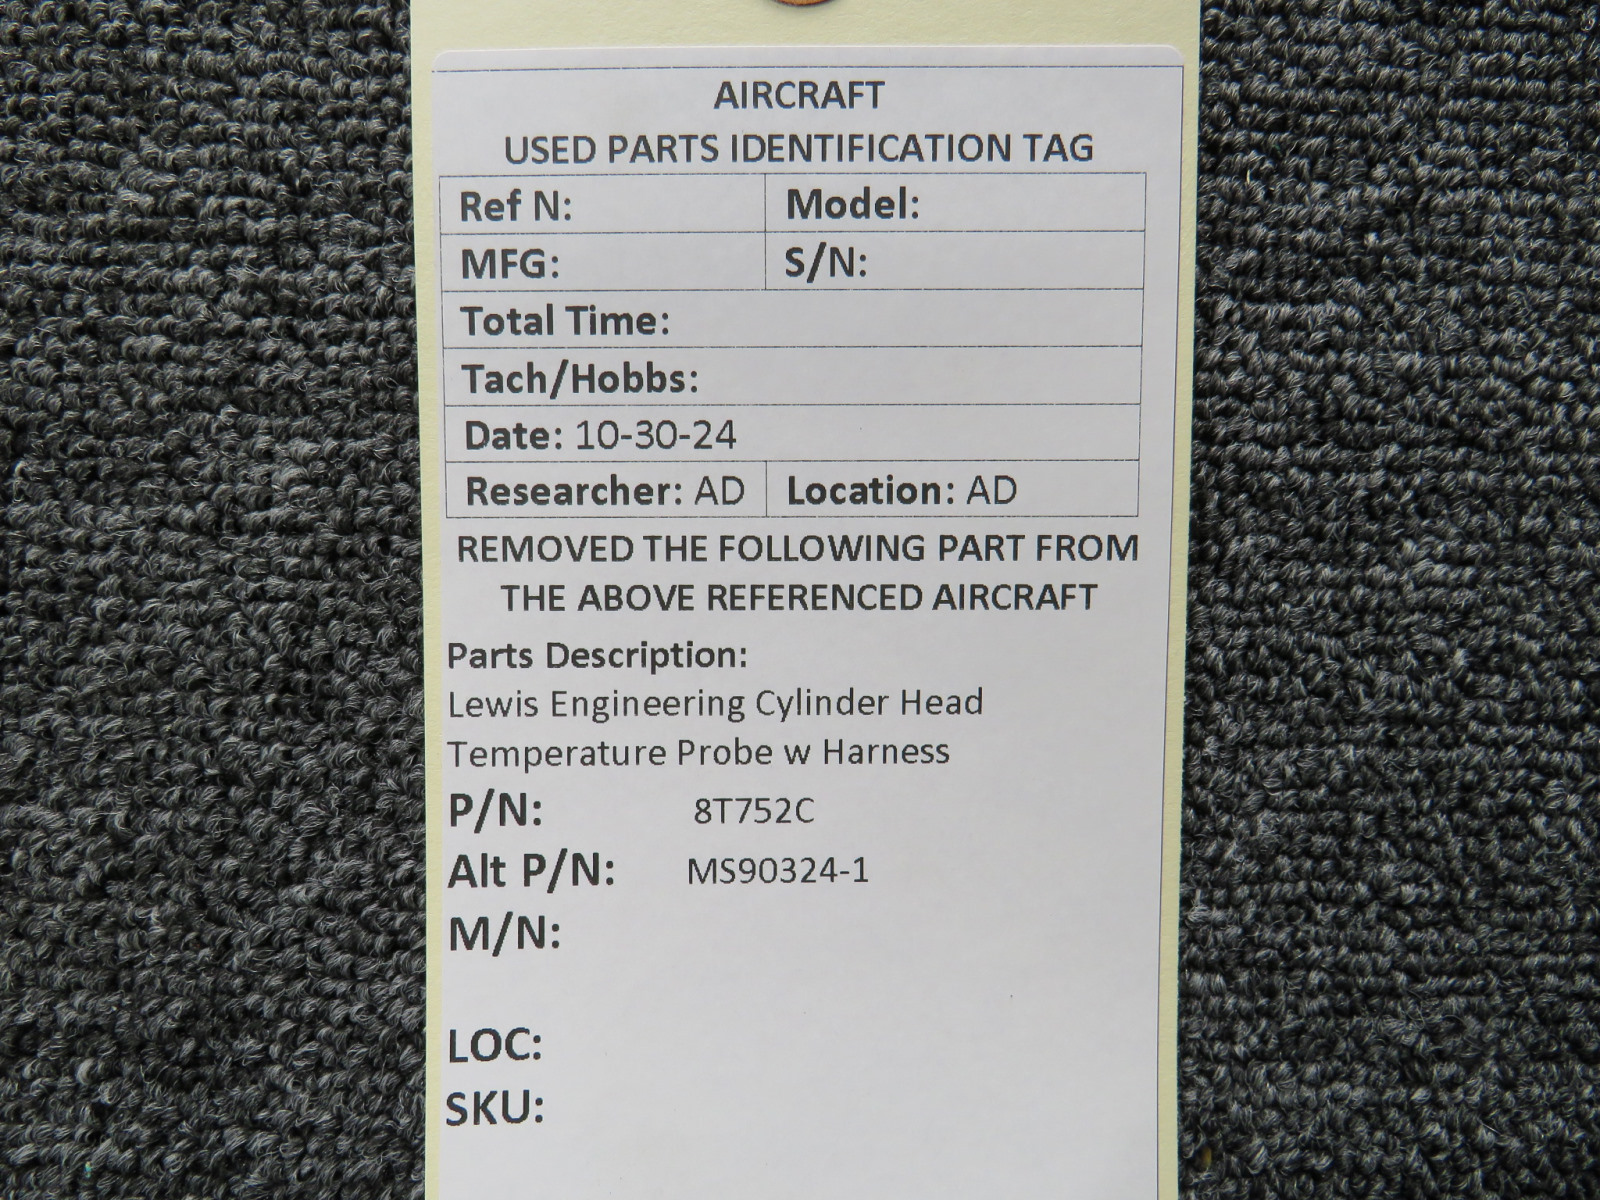 AIRCRAFT
USED PARTS IDENTIFICATION TAG
Ref N: Model:
MFG: S/N:
Total Time:
Tach/Hobbs:
Date: 10-30-24
Researcher: AD Location: AD
REMOVED THE FOLLOWING PART FROM
THE ABOVE REFERENCED AIRCRAFT
Parts Description:
Lewis Engineering Cylinder Head
Temperature Probe w Harness
P/N: 8T752C
Alt P/N: MS90324-1
M/N:
LOC:
SKU: